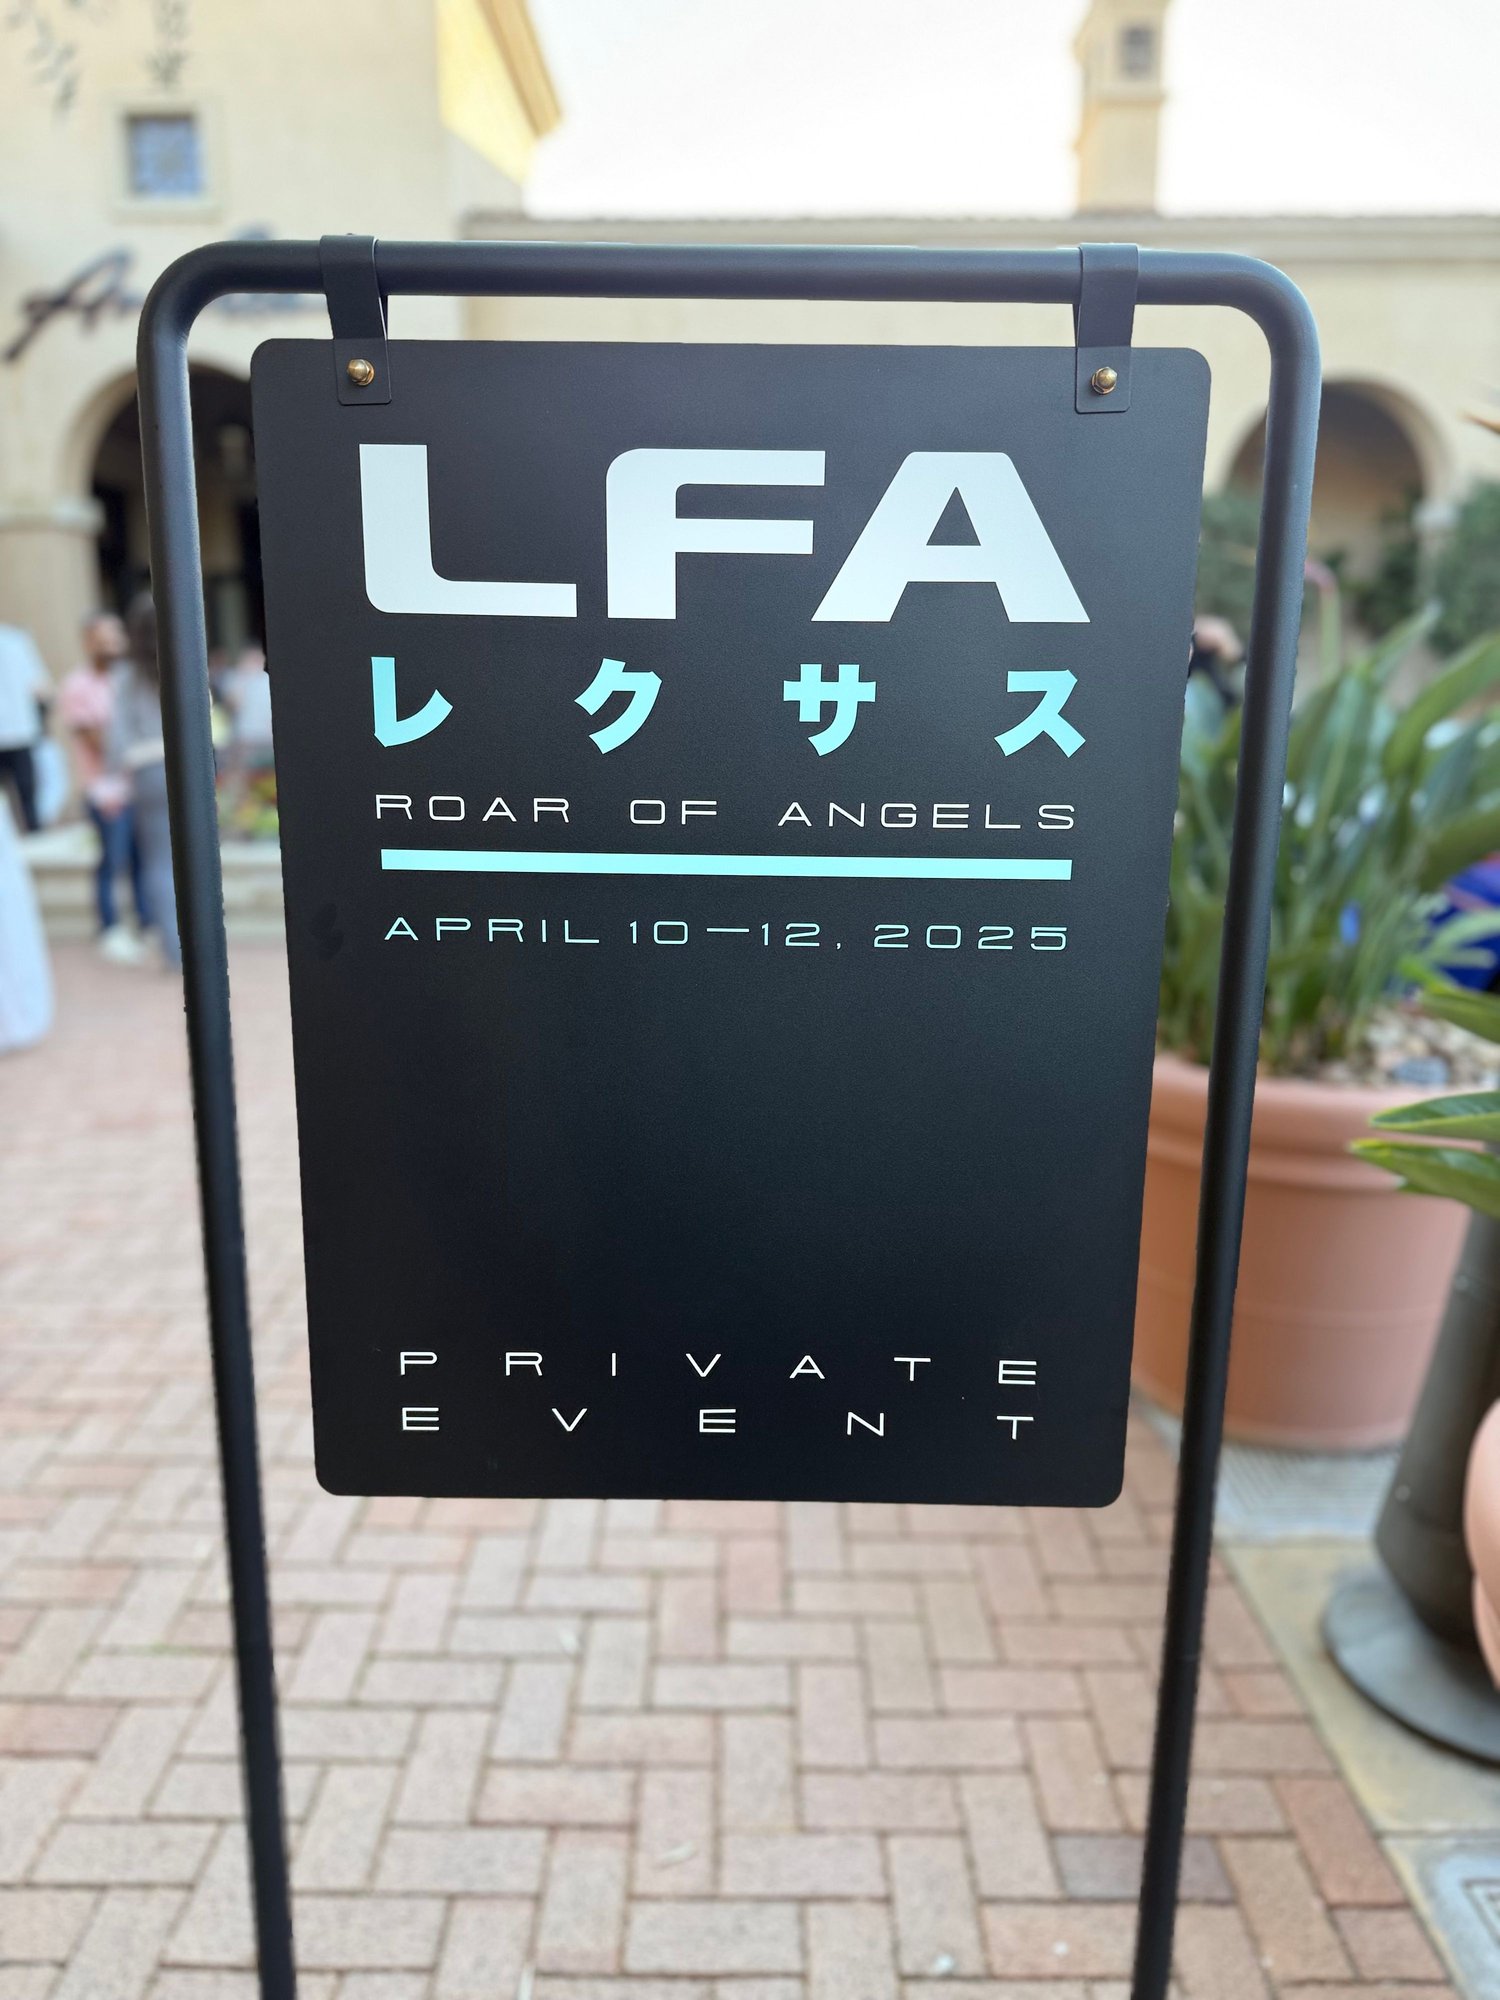 LFA
レクサス
ROAR OF ANGELS
APRIL 10—12, 2025
PRIVATE
EVENT